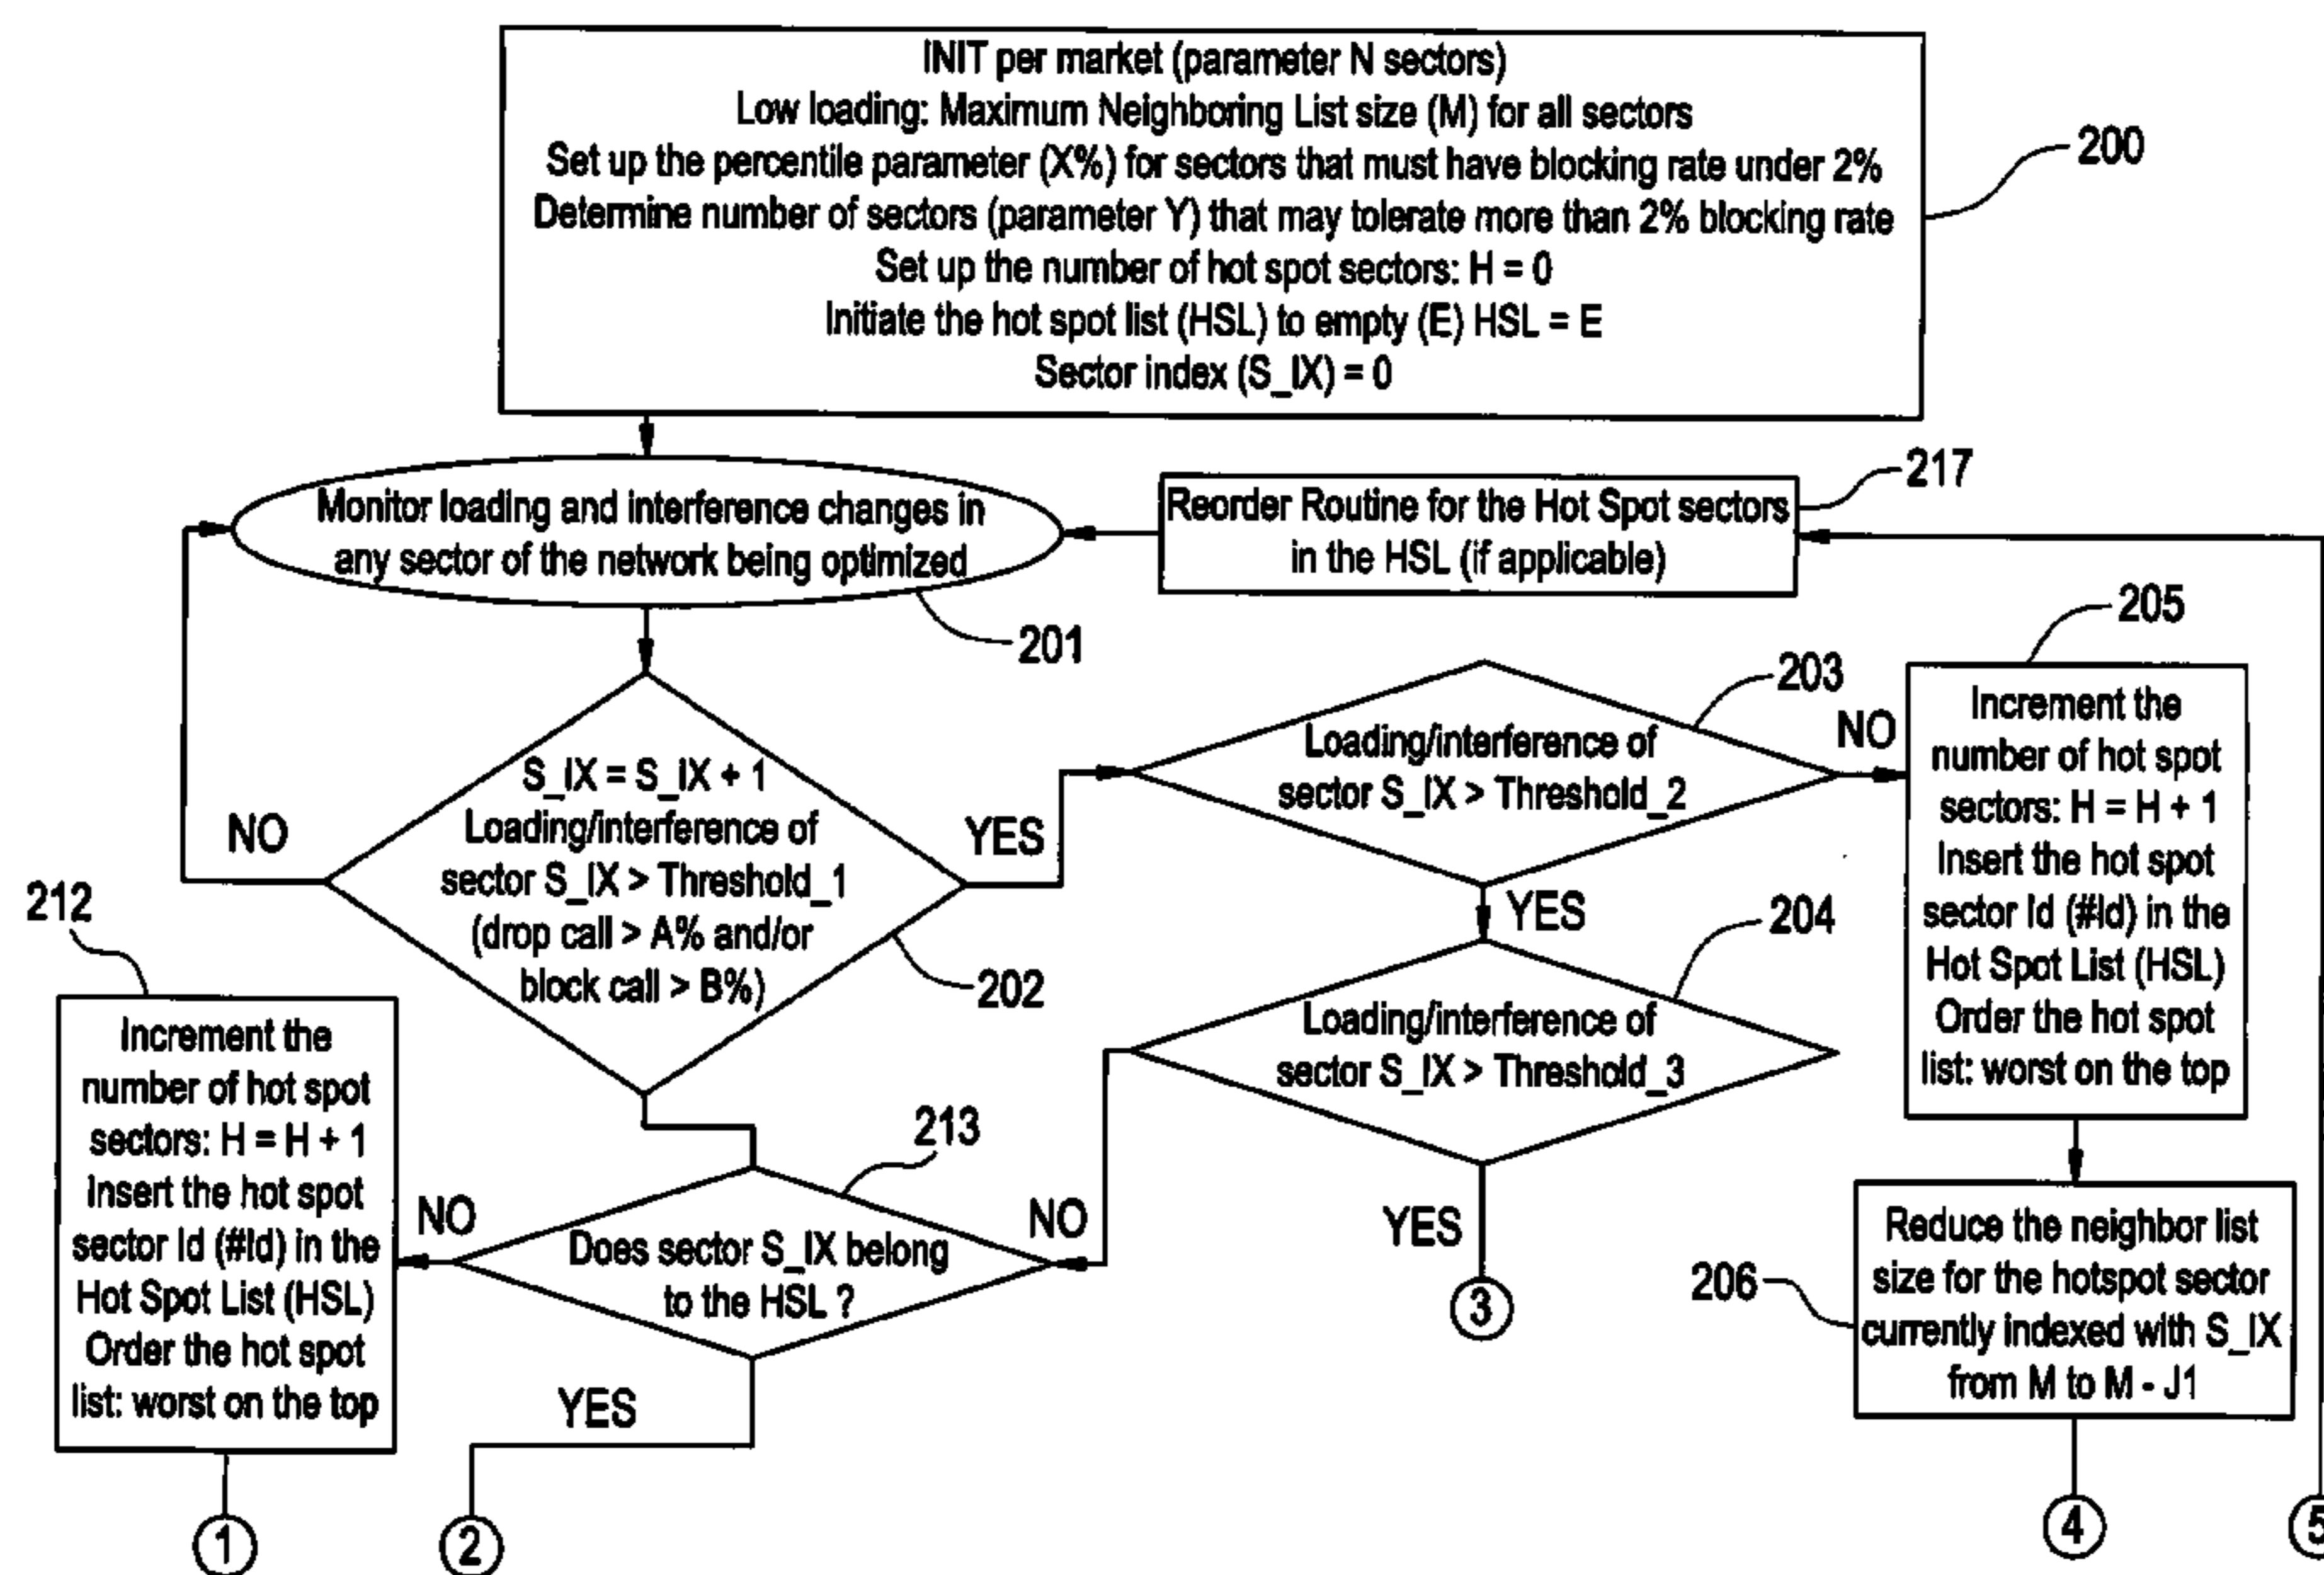 INIT per market (parameter N sectors)
Low loading: Maximum Neighboring List size (M) for all sectors
Set up the percentile parameter (X%) for sectors that must have blocking rate under 2%
Determine number of sectors (parameter Y) that may tolerate more than 2% blocking rate
Set up the number of hot spot sectors: H = 0
Initiate the hot spot list (HSL) to empty (E) HSL = E
Sector index (S_IX) = 0
200
Monitor loading and interference changes in
any sector of the network being optimized
201
Reorder Routine for the Hot Spot sectors
in the HSL (if applicable)
217
S_IX = S_IX + 1
Loading/interference of
sector S_IX > Threshold_1
(drop call > A% and/or
block call > B%)
202
NO
YES
Loading/interference of
sector S_IX > Threshold_2
203
NO
YES
205
Increment the
number of hot spot
sectors: H = H + 1
Insert the hot spot
sector Id (#Id) in the
Hot Spot List (HSL)
Order the hot spot
list: worst on the top
Loading/interference of
sector S_IX > Threshold_3
204
NO
YES
3
212
Increment the
number of hot spot
sectors: H = H + 1
Insert the hot spot
sector Id (#Id) in the
Hot Spot List (HSL)
Order the hot spot
list: worst on the top
213
Does sector S_IX belong
to the HSL ?
NO
YES
206
Reduce the neighbor list
size for the hotspot sector
currently indexed with S_IX
from M to M - J1
1
2
4
5